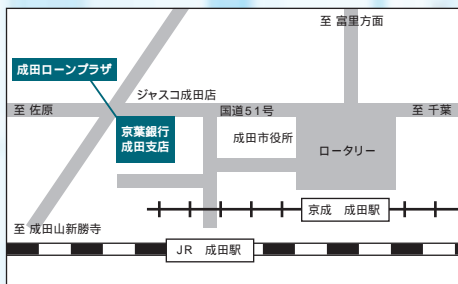 至 富里方面
成田ローンプラザ
ジャスコ成田店
至 佐原
国道51号
至 千葉
京葉銀行
成田支店
成田市役所
ロータリー
京成 成田駅
至 成田山新勝寺
JR 成田駅